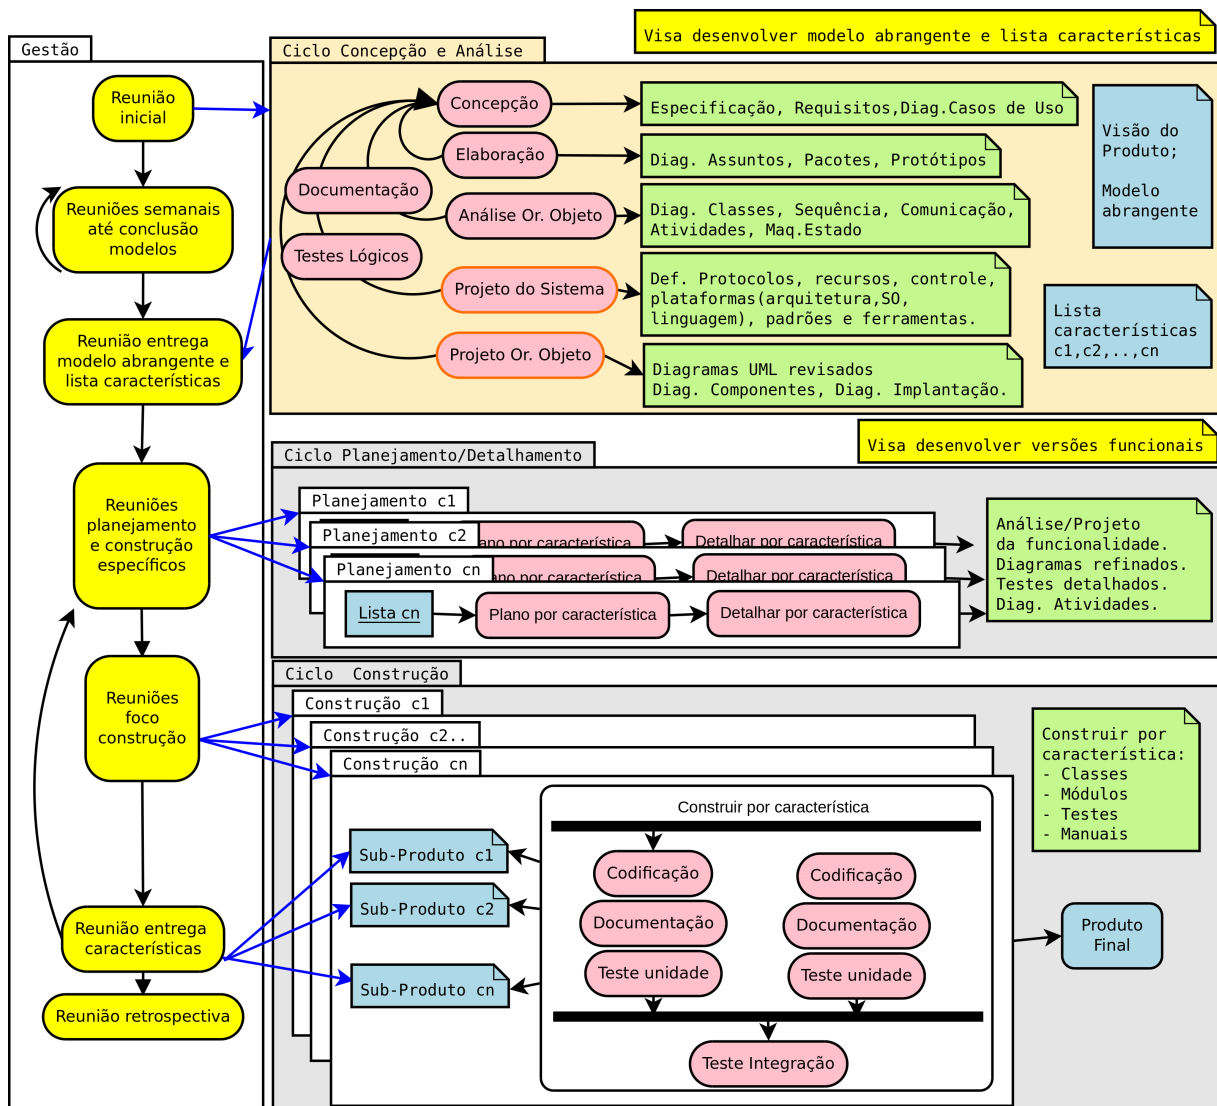 Gestão
Reunião
inicial
Reuniões semanais
até conclusão
modelos
Reunião entrega
modelo abrangente e
lista características
Reuniões
planejamento
e construção
específicos
Reuniões
foco
construção
Reunião entrega
características
Reunião retrospectiva
Visa desenvolver modelo abrangente e lista características
Ciclo Concepção e Análise
Concepção
Elaboração
Documentação
Análise Or. Objeto
Testes Lógicos
Projeto do Sistema
Projeto Or. Objeto
Especificação, Requisitos,Diag.Casos de Uso
Diag. Assuntos, Pacotes, Protótipos
Diag. Classes, Sequência, Comunicação,
Atividades, Maq.Estado
Def. Protocolos, recursos, controle,
plataformas(arquitetura,SO,
linguagem), padrões e ferramentas.
Diagramas UML revisados
Diag. Componentes, Diag. Implantação.
Visão do
Produto;
Modelo
abrangente
Lista
características
c1,c2,..,cn
Visa desenvolver versões funcionais
Ciclo Planejamento/Detalhamento
Planejamento c1
Planejamento c2
ano por característica
Detalhar por característica
Planejamento cn
ano por característica
Detalhar por característica
Lista cn
Plano por característica
Detalhar por característica
Análise/Projeto
da funcionalidade.
Diagramas refinados.
Testes detalhados.
Diag. Atividades.
Ciclo  Construção
Construção c1
Construção c2..
Construção cn
Construir por característica
Sub-Produto c1
Sub-Produto c2
Sub-Produto cn
Codificação
Documentação
Teste unidade
Codificação
Documentação
Teste unidade
Teste Integração
Construir por
característica:
- Classes
- Módulos
- Testes
- Manuais
Produto
Final